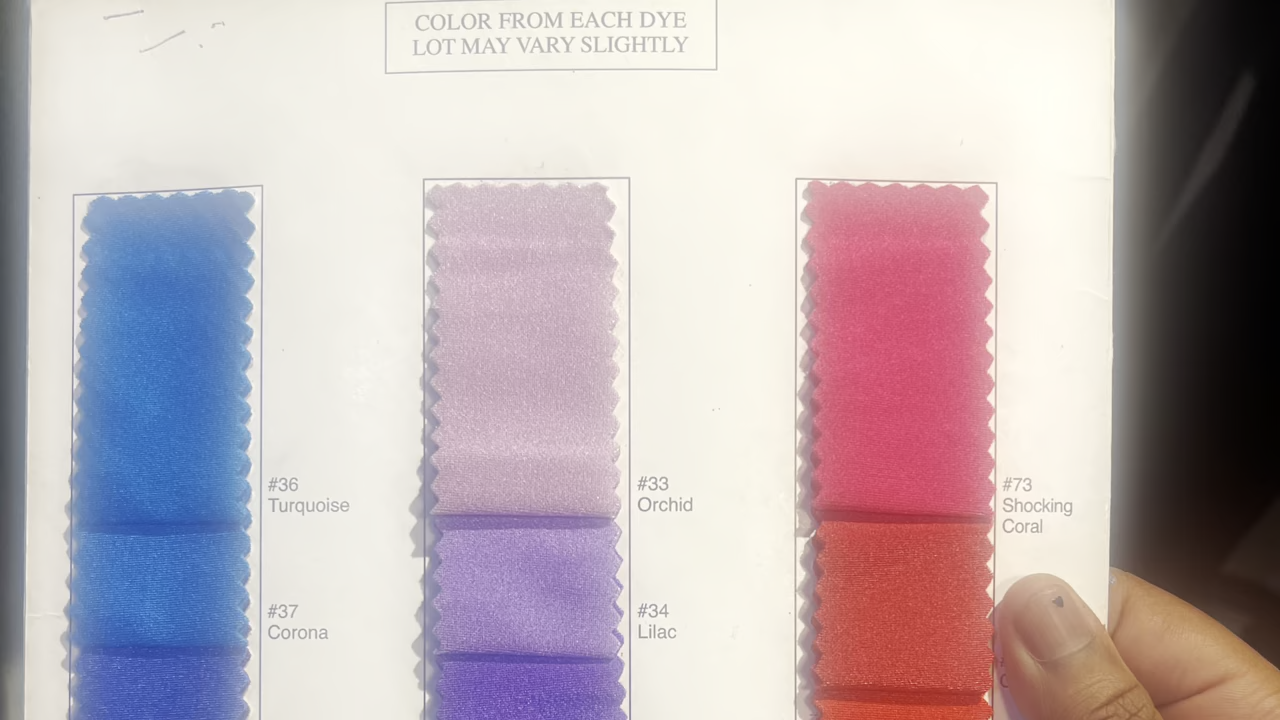 COLOR FROM EACH DYE
LOT MAY VARY SLIGHTLY
#36
Turquoise
#33
Orchid
#73
Shocking
Coral
#37
Corona
#34
Lilac